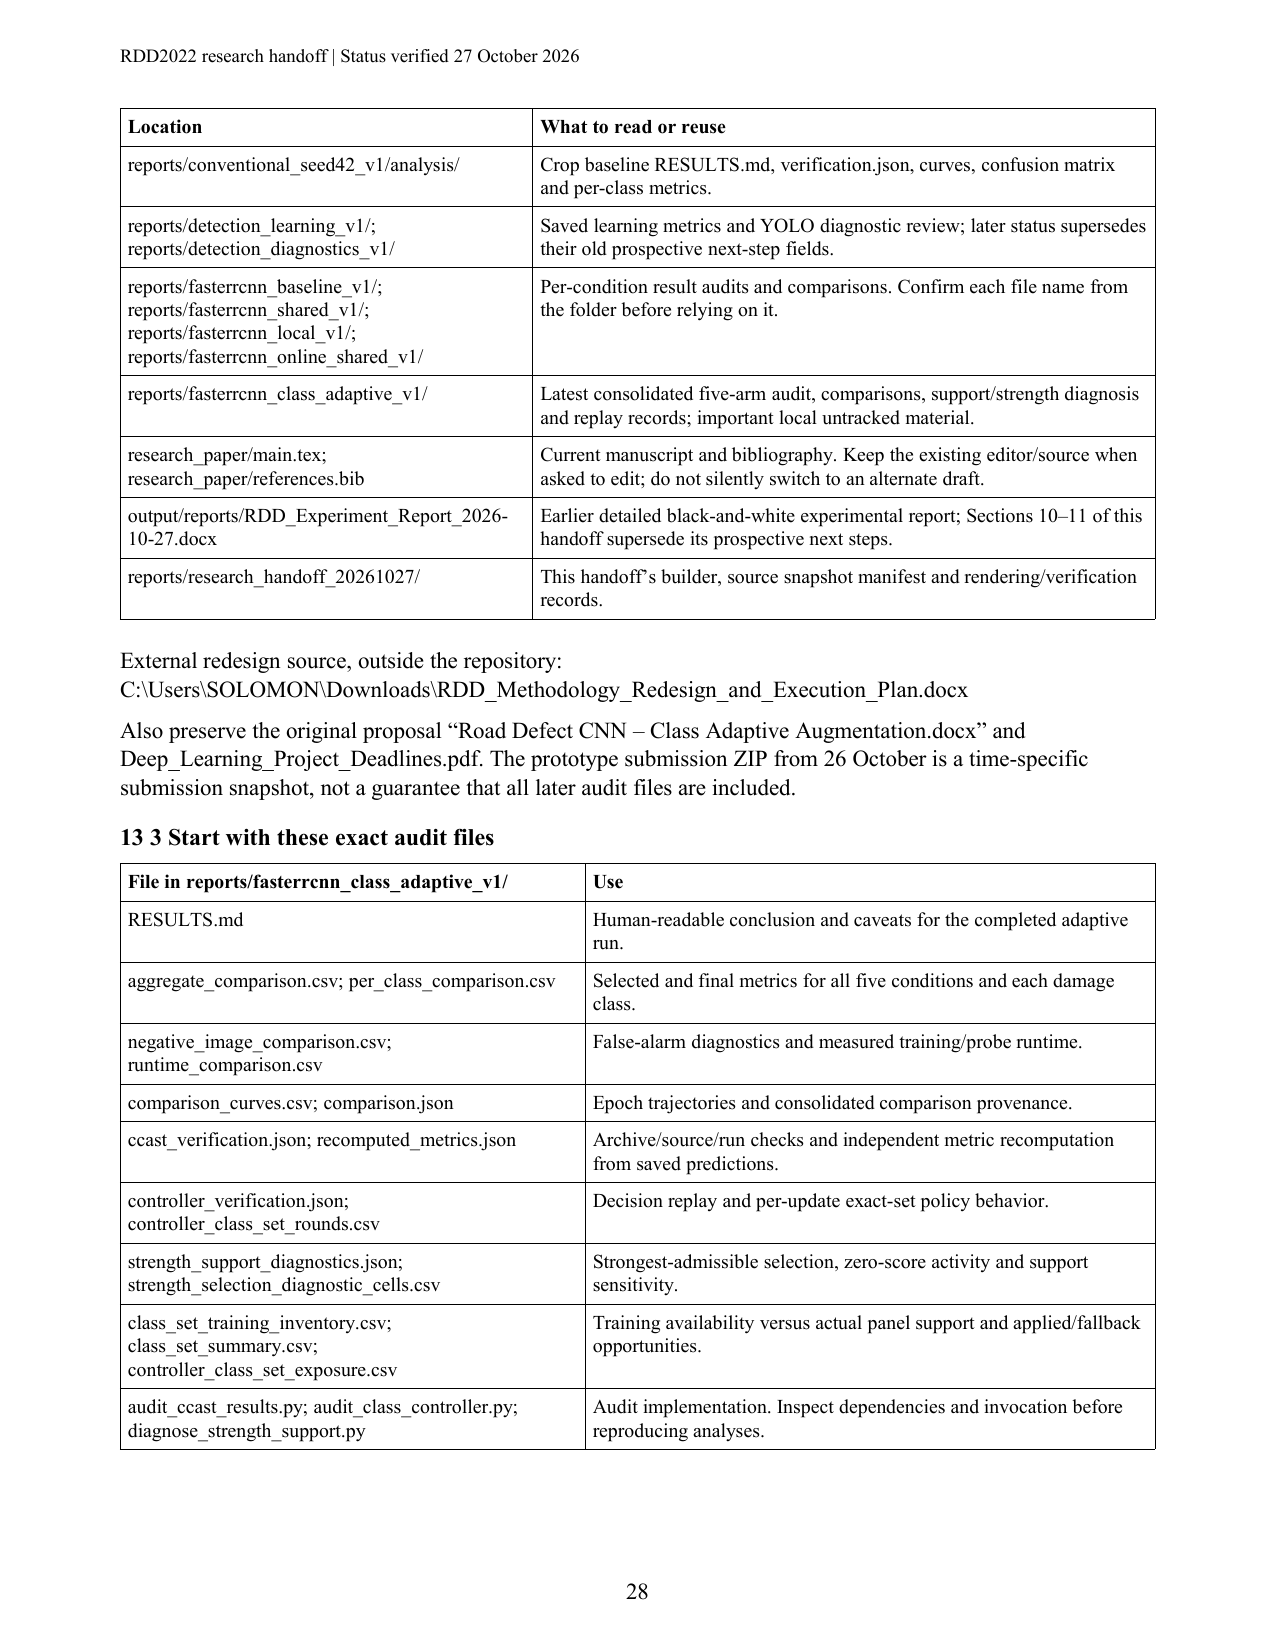 RDD2022 research handoff | Status verified 27 October 2026
Location
What to read or reuse
reports/conventional_seed42_v1/analysis/
Crop baseline RESULTS.md, verification.json, curves, confusion matrix
and per-class metrics.
reports/detection_learning_v1/;
reports/detection_diagnostics_v1/
Saved learning metrics and YOLO diagnostic review; later status supersedes
their old prospective next-step fields.
reports/fasterrcnn_baseline_v1/;
reports/fasterrcnn_shared_v1/;
reports/fasterrcnn_local_v1/;
reports/fasterrcnn_online_shared_v1/
Per-condition result audits and comparisons. Confirm each file name from
the folder before relying on it.
reports/fasterrcnn_class_adaptive_v1/
Latest consolidated five-arm audit, comparisons, support/strength diagnosis
and replay records; important local untracked material.
research_paper/main.tex;
research_paper/references.bib
Current manuscript and bibliography. Keep the existing editor/source when
asked to edit; do not silently switch to an alternate draft.
output/reports/RDD_Experiment_Report_2026-
10-27.docx
Earlier detailed black-and-white experimental report; Sections 10–11 of this
handoff supersede its prospective next steps.
reports/research_handoff_20261027/
This handoff’s builder, source snapshot manifest and rendering/verification
records.
External redesign source, outside the repository:
C:\Users\SOLOMON\Downloads\RDD_Methodology_Redesign_and_Execution_Plan.docx
Also preserve the original proposal “Road Defect CNN – Class Adaptive Augmentation.docx” and
Deep_Learning_Project_Deadlines.pdf. The prototype submission ZIP from 26 October is a time-specific
submission snapshot, not a guarantee that all later audit files are included.
13 3 Start with these exact audit files
File in reports/fasterrcnn_class_adaptive_v1/
Use
RESULTS.md
Human-readable conclusion and caveats for the completed adaptive
run.
aggregate_comparison.csv; per_class_comparison.csv
Selected and final metrics for all five conditions and each damage
class.
negative_image_comparison.csv;
runtime_comparison.csv
False-alarm diagnostics and measured training/probe runtime.
comparison_curves.csv; comparison.json
Epoch trajectories and consolidated comparison provenance.
ccast_verification.json; recomputed_metrics.json
Archive/source/run checks and independent metric recomputation
from saved predictions.
controller_verification.json;
controller_class_set_rounds.csv
Decision replay and per-update exact-set policy behavior.
strength_support_diagnostics.json;
strength_selection_diagnostic_cells.csv
Strongest-admissible selection, zero-score activity and support
sensitivity.
class_set_training_inventory.csv;
class_set_summary.csv;
controller_class_set_exposure.csv
Training availability versus actual panel support and applied/fallback
opportunities.
audit_ccast_results.py; audit_class_controller.py;
diagnose_strength_support.py
Audit implementation. Inspect dependencies and invocation before
reproducing analyses.
28